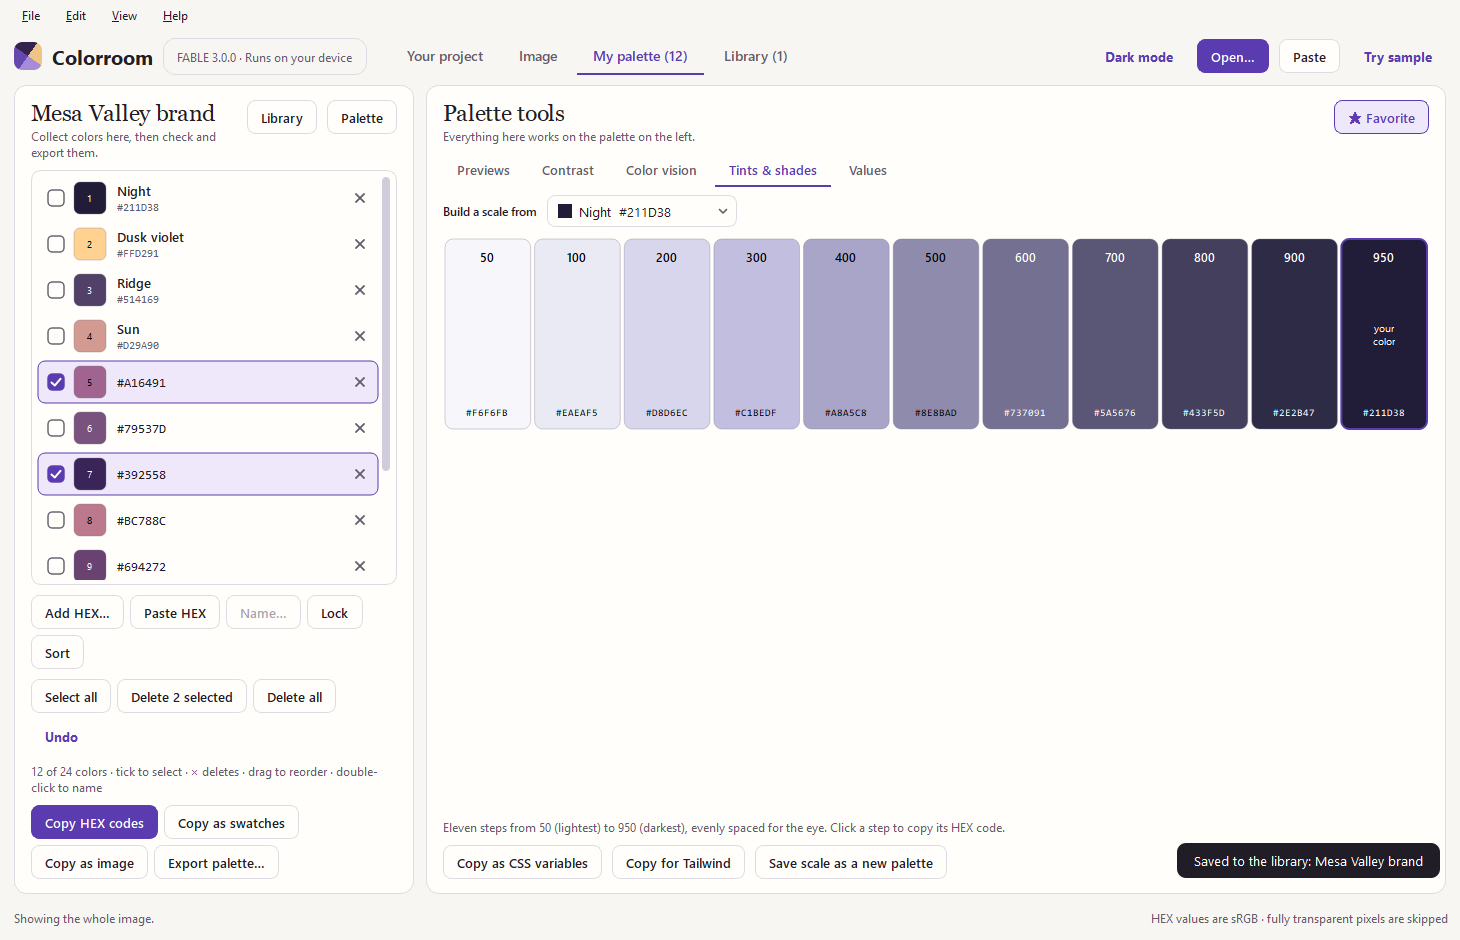 File Edit View Help
Colorroom
FABLE 3.0.0 · Runs on your device
Your project Image My palette (12) Library (1)
Dark mode Open... Paste Try sample
Mesa Valley brand
Library Palette
Collect colors here, then check and
export them.
1 Night
#211D38
2 Dusk violet
#FFD291
3 Ridge
#514169
4 Sun
#D29A90
5 #A16491
6 #79537D
7 #392558
8 #BC788C
9 #694272
Add HEX... Paste HEX Name... Lock
Sort
Select all Delete 2 selected Delete all
Undo
12 of 24 colors · tick to select · × deletes · drag to reorder · double-
click to name
Copy HEX codes Copy as swatches
Copy as image Export palette...
Palette tools
Everything here works on the palette on the left.
Favorite
Previews Contrast Color vision Tints & shades Values
Build a scale from Night #211D38
50 100 200 300 400 500 600 700 800 900 950
your
color
#F6F6FB #EAEAF5 #D8D6EC #C1BEDF #A8A5C8 #8E8BAD #737091 #5A5676 #433F5D #2E2B47 #211D38
Eleven steps from 50 (lightest) to 950 (darkest), evenly spaced for the eye. Click a step to copy its HEX code.
Copy as CSS variables Copy for Tailwind Save scale as a new palette
Saved to the library: Mesa Valley brand
Showing the whole image.
HEX values are sRGB · fully transparent pixels are skipped